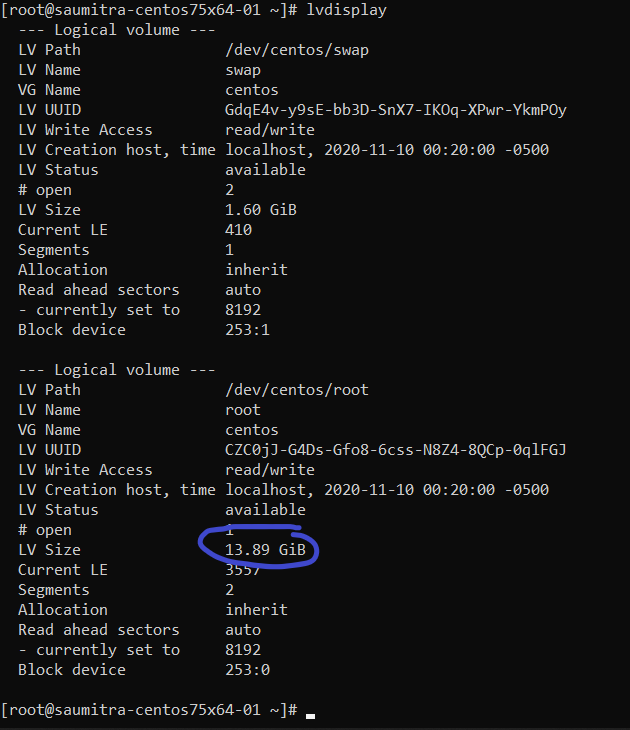 [root@saumitra-centos75x64-01 ~]# lvdisplay
--- Logical volume ---
LV Path                /dev/centos/swap
LV Name                swap
VG Name                centos
LV UUID                GdqE4v-y9sE-bb3D-SnX7-IKOq-XPwr-YkmPOy
LV Write Access        read/write
LV Creation host, time localhost, 2020-11-10 00:20:00 -0500
LV Status              available
# open                 2
LV Size                1.60 GiB
Current LE             410
Segments               1
Allocation             inherit
Read ahead sectors     auto
- currently set to     8192
Block device           253:1
--- Logical volume ---
LV Path                /dev/centos/root
LV Name                root
VG Name                centos
LV UUID                CZC0jJ-G4Ds-Gfo8-6css-N8Z4-8QCp-0qlFGJ
LV Write Access        read/write
LV Creation host, time localhost, 2020-11-10 00:20:00 -0500
LV Status              available
# open                 1
LV Size                13.89 GiB
Current LE             3557
Segments               2
Allocation             inherit
Read ahead sectors     auto
- currently set to     8192
Block device           253:0
[root@saumitra-centos75x64-01 ~]#